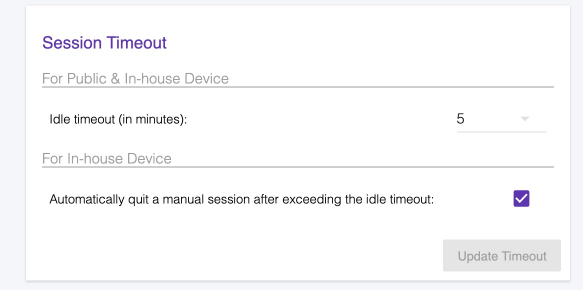 Session Timeout
For Public & In-house Device
Idle timeout (in minutes): 5
For In-house Device
Automatically quit a manual session after exceeding the idle timeout:
Update Timeout